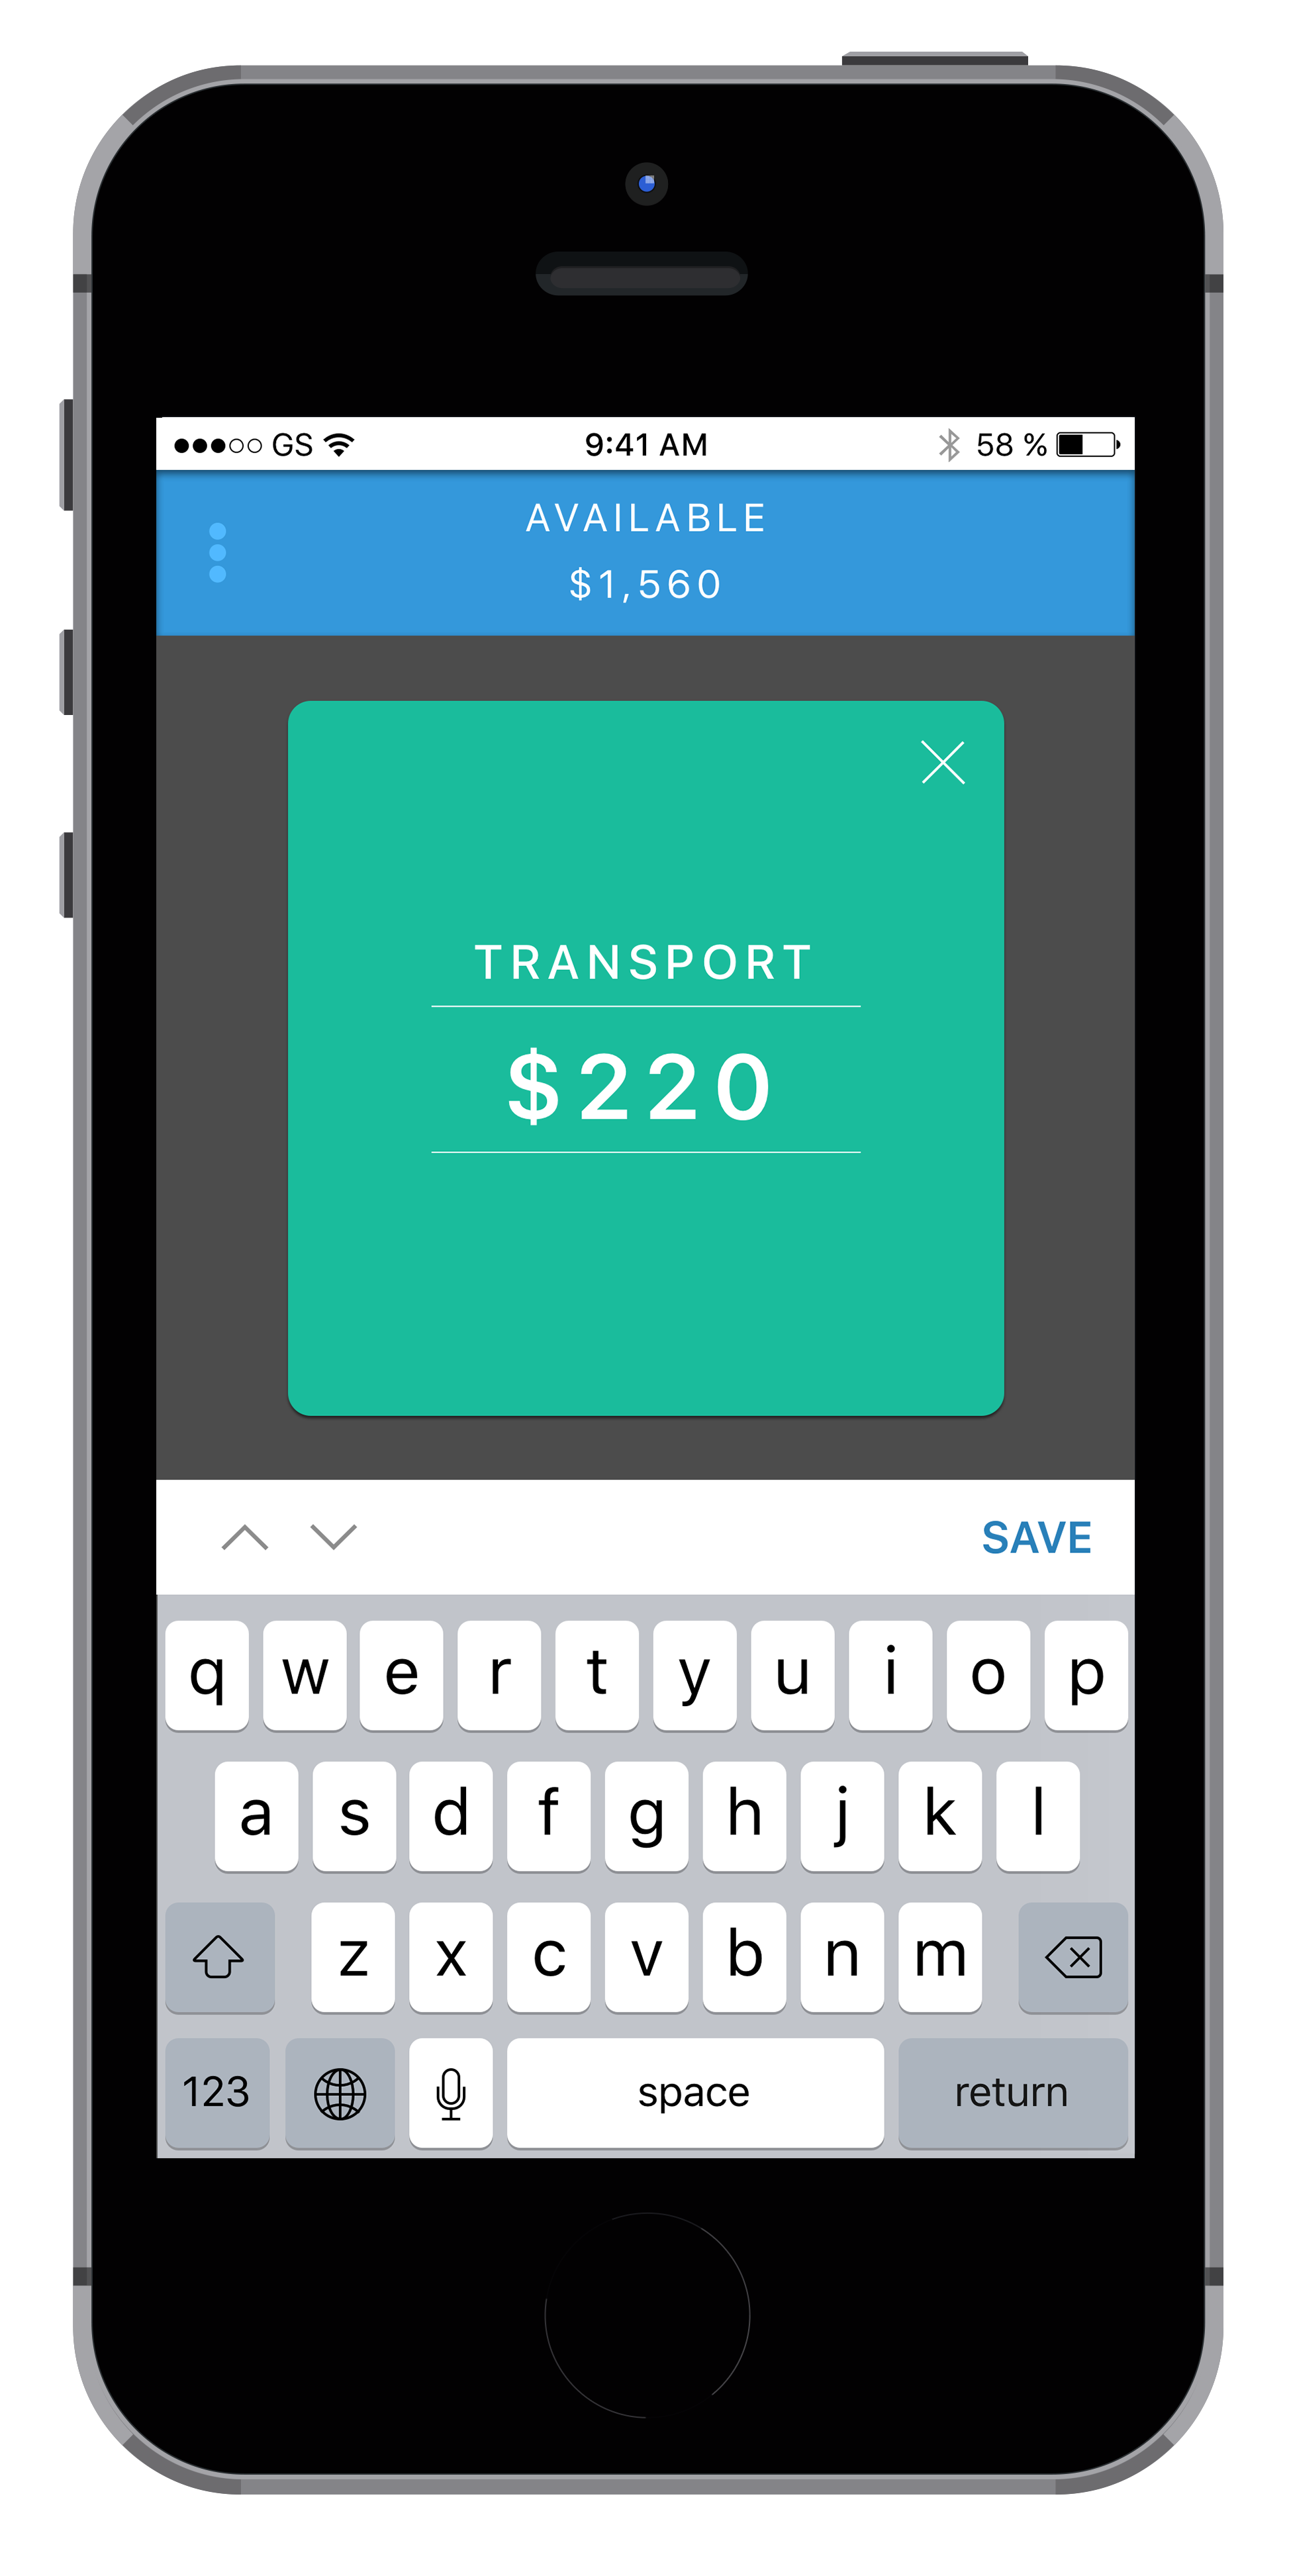 GS 9:41 AM 58 %
AVAILABLE
$1,560
TRANSPORT
$220
SAVE
q w e r t y u i o p
a s d f g h j k l
z x c v b n m
123 space return